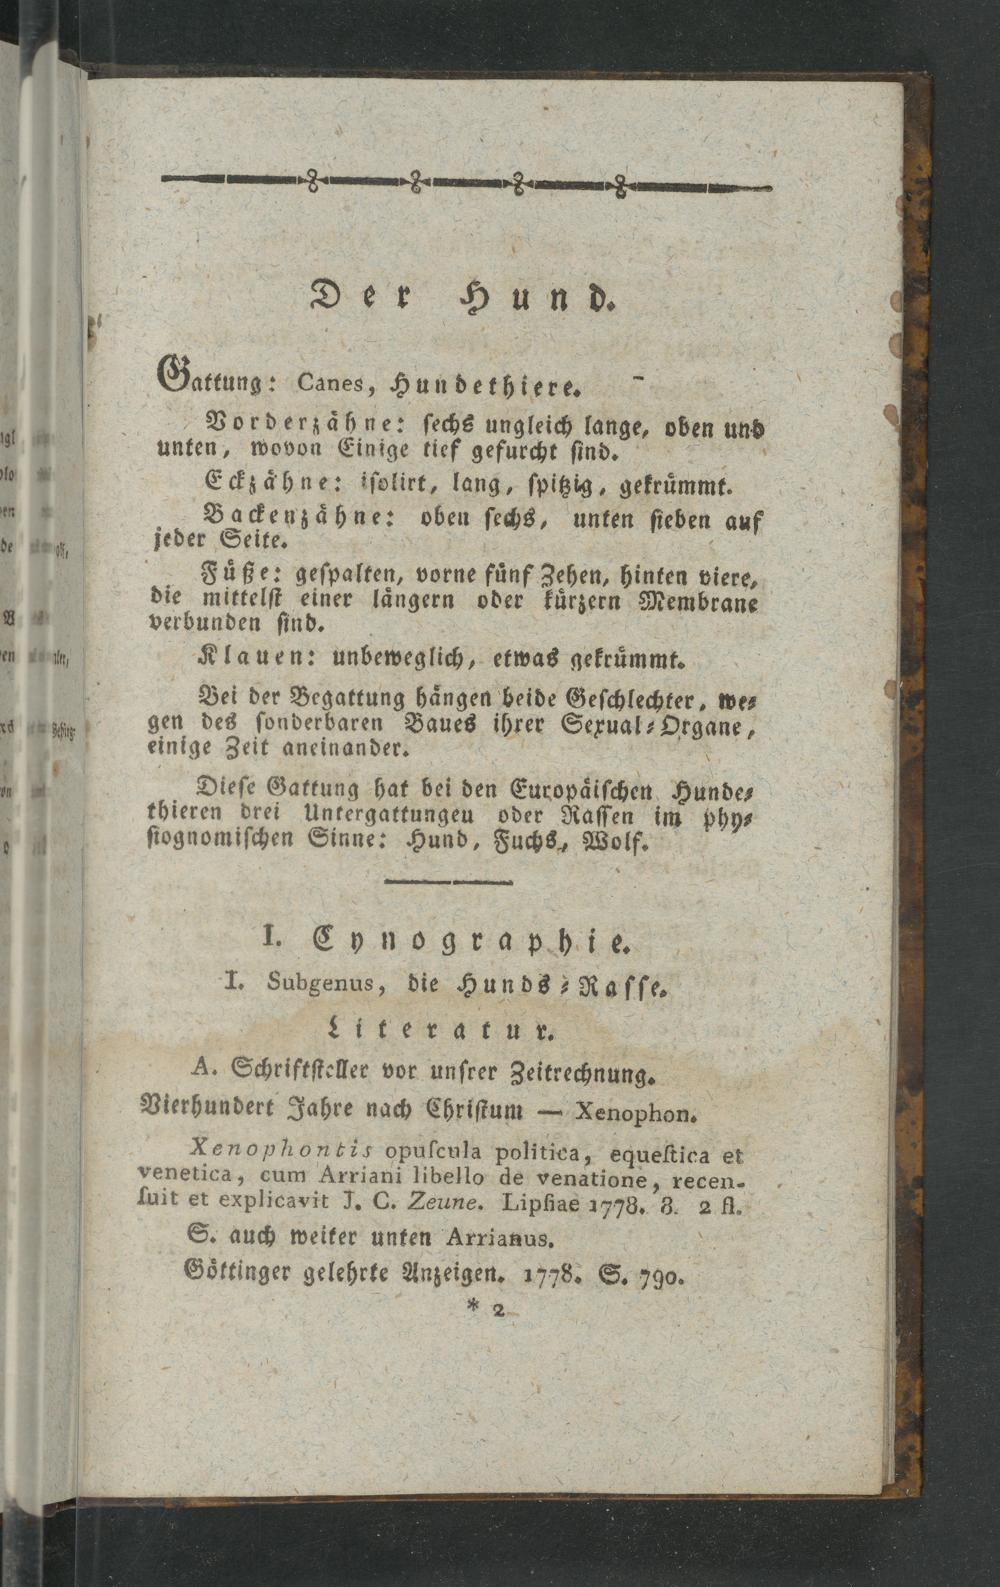 Der Hund.
Gattung: Canes, Hundethiere.
Vorderzähne: sechs ungleich lange, oben und
unten, wovon Einige tief gefurcht sind.
Eckzähne: isolirt, lang, spitzig, gekrümmt.
Backenzähne: oben sechs, unten sieben auf
jeder Seite.
Füße: gespalten, vorne fünf Zehen, hinten viere,
die mittelst einer längern oder kürzern Membrane
verbunden sind.
Klauen: unbeweglich, etwas gekrümmt.
Bei der Begattung hängen beide Geschlechter, we-
gen des sonderbaren Baues ihrer Sexual-Organe,
einige Zeit aneinander.
Diese Gattung hat bei den Europäischen Hunde-
thieren drei Untergattungeu oder Rassen im phy-
siognomischen Sinne: Hund, Fuchs, Wolf.
I. Cynographie.
I. Subgenus, die Hunds-Rasse.
Literatur.
A. Schriftsteller vor unsrer Zeitrechnung.
Vierhundert Jahre nach Christum — Xenophon.
Xenophontis opuſcula politica, equeſtica et
venetica, cum Arriani libello de venatione, recen-
ſuit et explicavit J. C. Zeune. Lipſiae 1778. 8. 2 fl.
S. auch weiter unten Arrianus.
Göttinger gelehrte Anzeigen. 1778. S. 790.
* 2